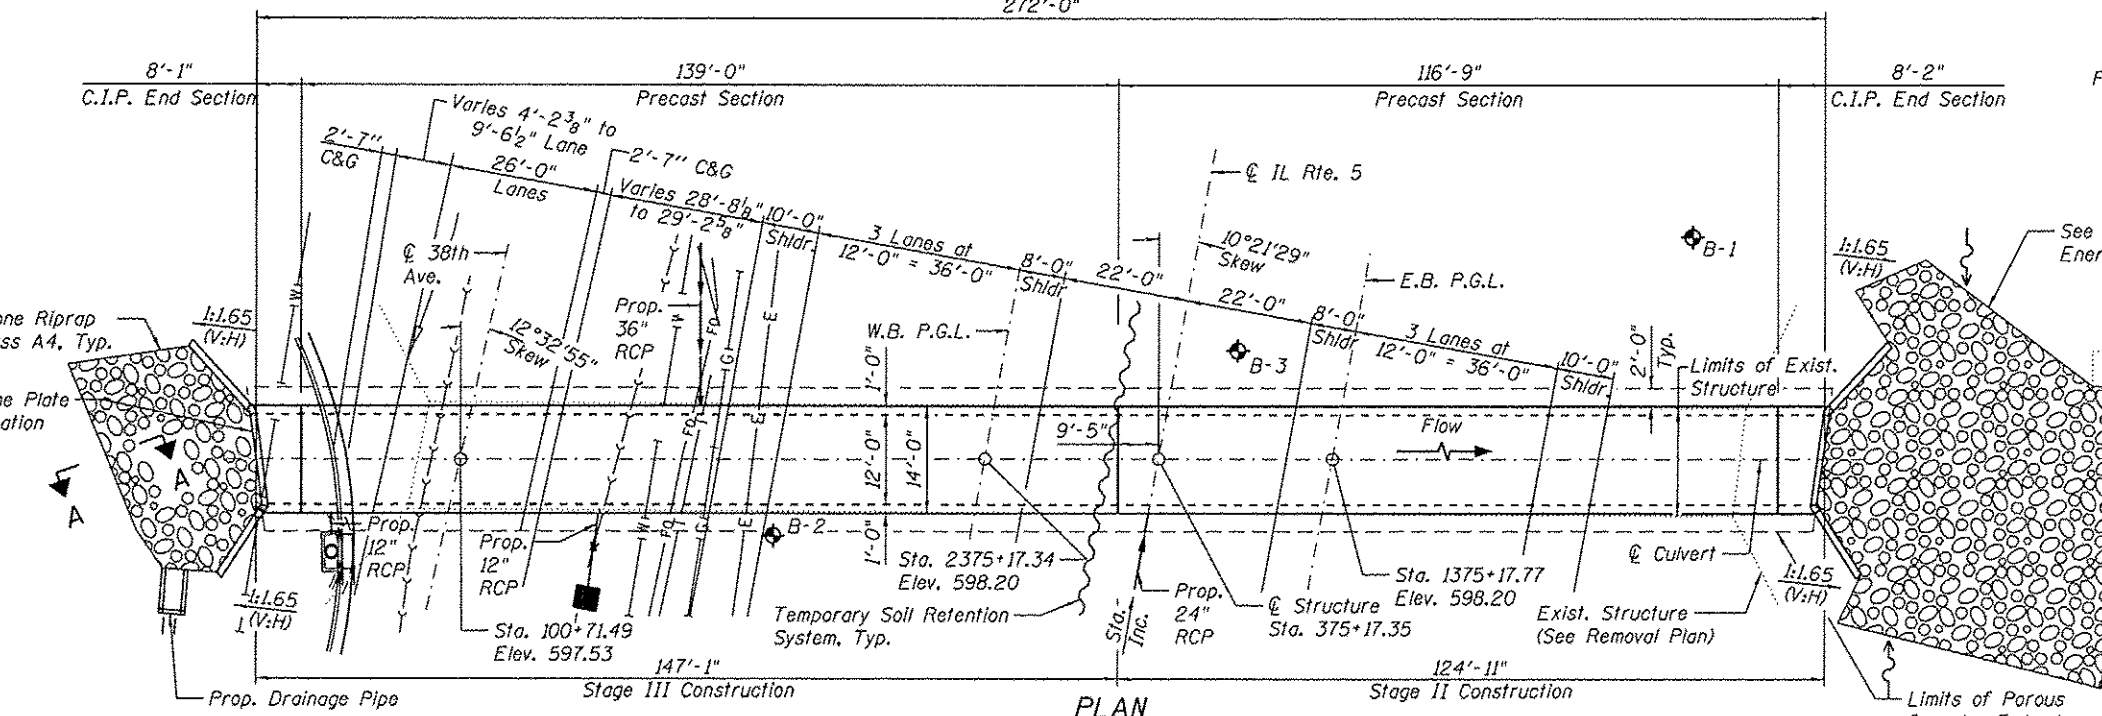 272'-0"
8'-1"
C.I.P. End Section
139'-0"
Precast Section
116'-9"
Precast Section
8'-2"
C.I.P. End Section
Varies 4'-2 3/8" to
9'-6 1/2" Lane
2'-7"
C&G
26'-0"
Lanes
2'-7" C&G
Varies 28'-8 1/8"
to 29'-2 5/8"
10'-0"
Shldr.
3 Lanes at
12'-0" = 36'-0"
8'-0"
Shldr
22'-0"
22'-0"
8'-0"
Shldr
3 Lanes at
12'-0" = 36'-0"
10'-0"
Shldr.
℄ IL Rte. 5
10°21'29"
Skew
E.B. P.G.L.
W.B. P.G.L.
℄ 38th
Ave.
12°32'55"
Skew
Prop.
36"
RCP
B-1
B-3
B-2
See
Ener
1:1.65
(V:H)
1:1.65
(V:H)
one Riprap
ss A4, Typ.
ne Plate
ation
A
A
1'-0"
12'-0"
14'-0"
1'-0"
9'-5"
Flow
2'-0"
Typ.
Limits of Exist.
Structure
℄ Culvert
Prop.
12"
RCP
Prop.
12"
RCP
Sta. 100+71.49
Elev. 597.53
Sta. 2375+17.34
Elev. 598.20
Temporary Soil Retention
System, Typ.
Sta.
Inc.
Prop.
24"
RCP
℄ Structure
Sta. 375+17.35
Sta. 1375+17.77
Elev. 598.20
Exist. Structure
(See Removal Plan)
1:1.65
(V:H)
1:1.65
(V:H)
147'-1"
Stage III Construction
124'-11"
Stage II Construction
Prop. Drainage Pipe
PLAN
Limits of Porous